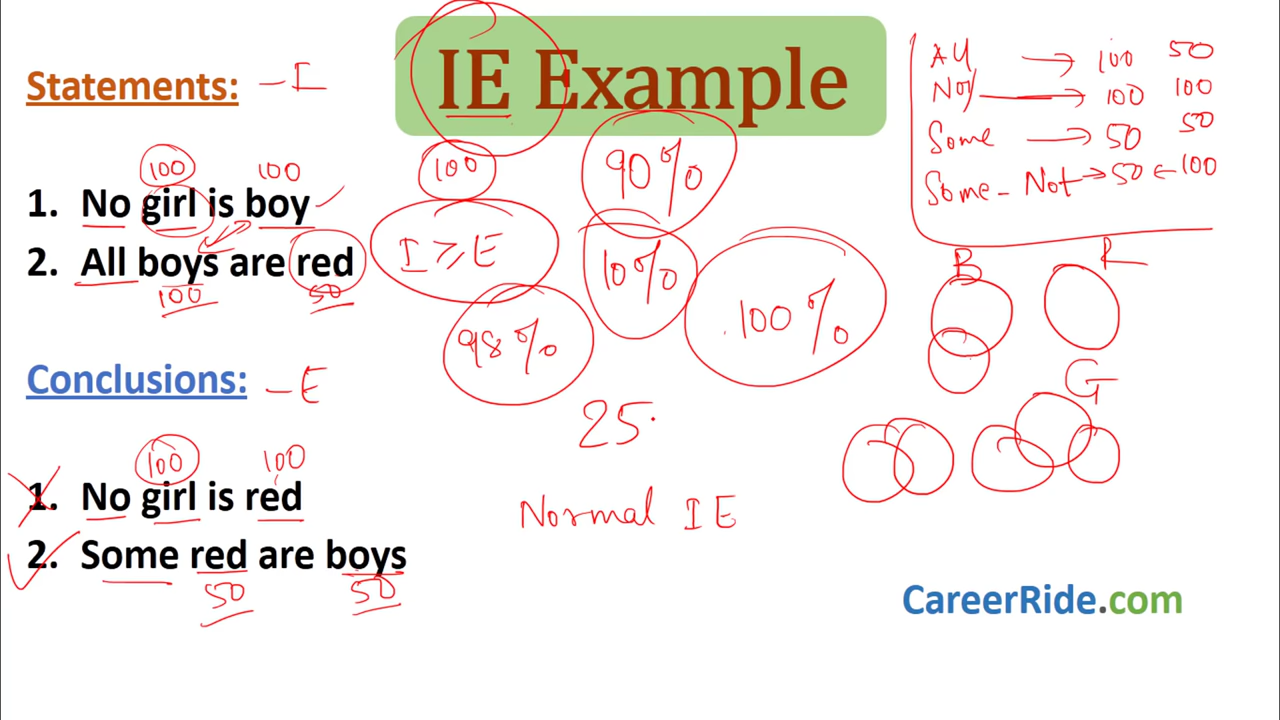 IE Example
Statements: - I
100 100
1. No girl is boy
2. All boys are red
100 50
100
I ≥ E
90%
10%
98%
100%
25
All → 100 50
No → 100 100
Some → 50 50
Some - Not → 50 ← 100
B R
G
Conclusions: - E
100 100
1. No girl is red
2. Some red are boys
50 50
Normal IE
CareerRide.com